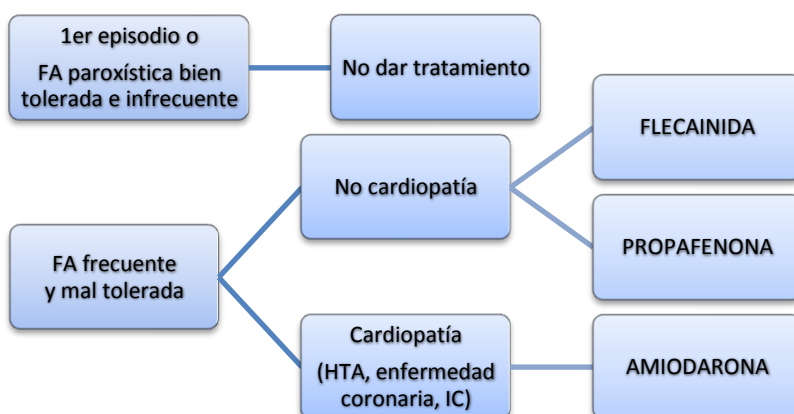 1er episodio o
FA paroxística bien
tolerada e infrecuente
No dar tratamiento
FA frecuente
y mal tolerada
No cardiopatía
FLECAINIDA
PROPAFENONA
Cardiopatía
(HTA, enfermedad
coronaria, IC)
AMIODARONA